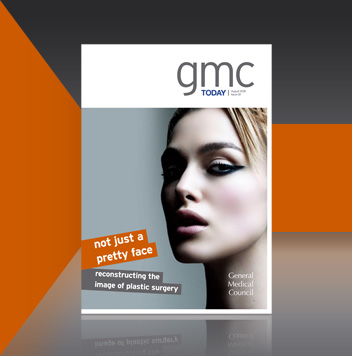 gmc
TODAY
not just a
pretty face
reconstructing the
image of plastic surgery
General
Medical
Council